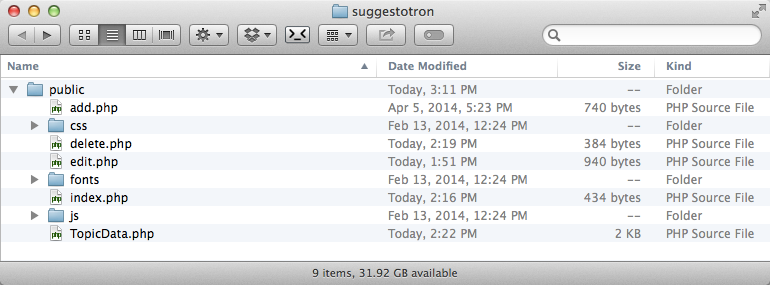 suggestotron
Name Date Modified Size Kind
public Today, 3:11 PM -- Folder
php add.php Apr 5, 2014, 5:23 PM 740 bytes PHP Source File
css Feb 13, 2014, 12:24 PM -- Folder
php delete.php Today, 2:19 PM 384 bytes PHP Source File
php edit.php Today, 1:51 PM 940 bytes PHP Source File
fonts Feb 13, 2014, 12:24 PM -- Folder
php index.php Today, 2:16 PM 434 bytes PHP Source File
js Feb 13, 2014, 12:24 PM -- Folder
php TopicData.php Today, 2:22 PM 2 KB PHP Source File
9 items, 31.92 GB available